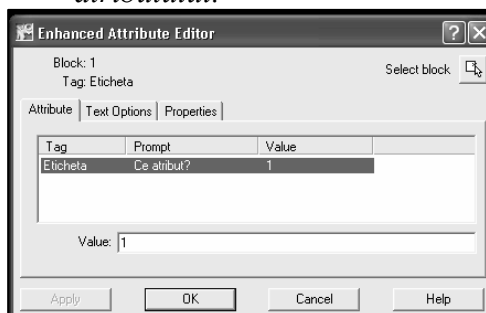 atributului.
Enhanced Attribute Editor
Block: 1
Tag: Eticheta
Select block
Attribute Text Options Properties
Tag Prompt Value
Eticheta Ce atribut? 1
Value: 1
Apply OK Cancel Help